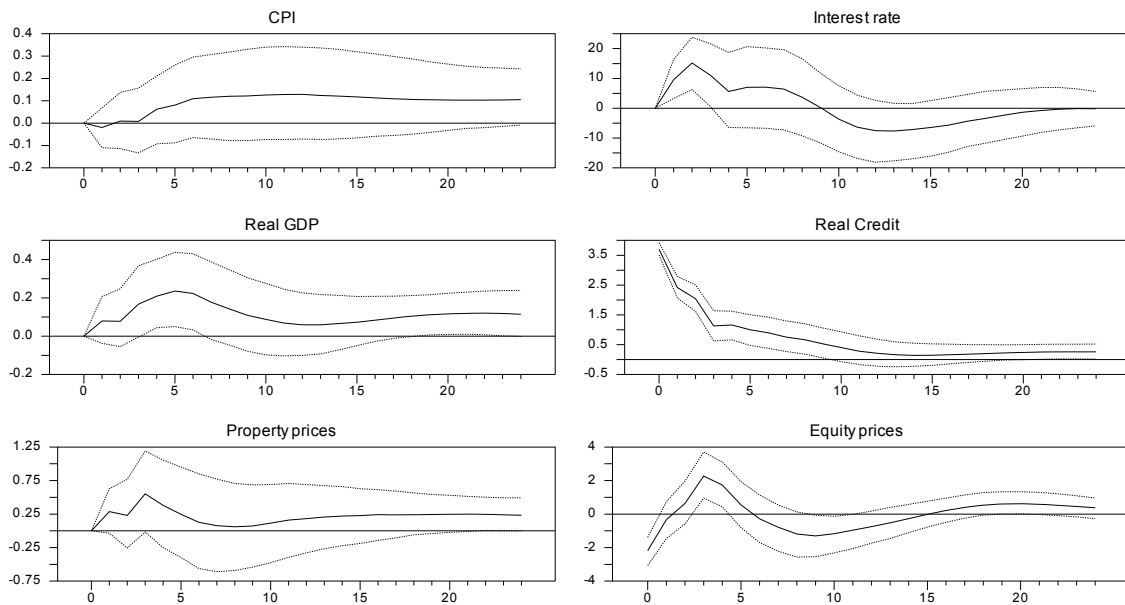 CPI
0.4
0.3
0.2
0.1
0.0
-0.1
-0.2
0 5 10 15 20
Interest rate
20
10
0
-10
-20
0 5 10 15 20
Real GDP
0.4
0.2
0.0
-0.2
0 5 10 15 20
Real Credit
3.5
2.5
1.5
0.5
-0.5
0 5 10 15 20
Property prices
1.25
0.75
0.25
-0.25
-0.75
0 5 10 15 20
Equity prices
4
2
0
-2
-4
0 5 10 15 20